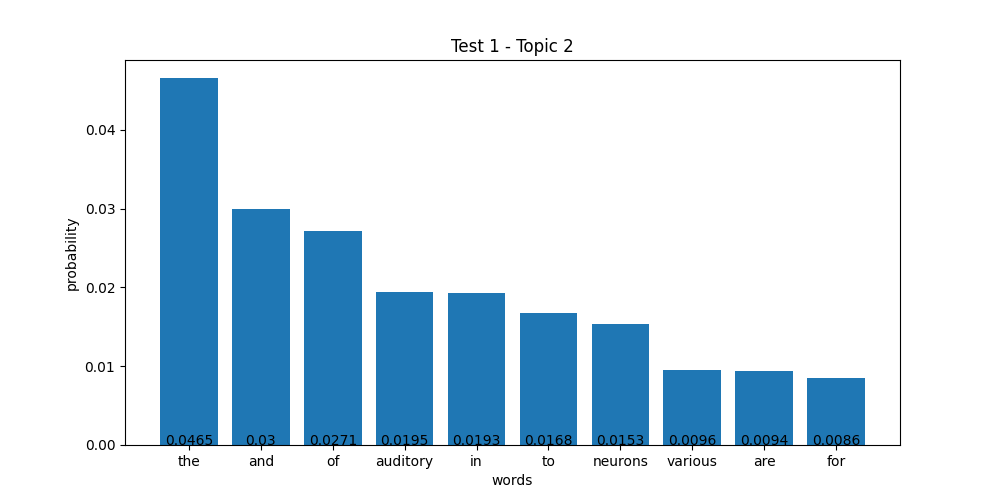 Test 1 - Topic 2
probability
0.04
0.03
0.02
0.01
0.00
0.0465 0.03 0.0271 0.0195 0.0193 0.0168 0.0153 0.0096 0.0094 0.0086
the and of auditory in to neurons various are for
words